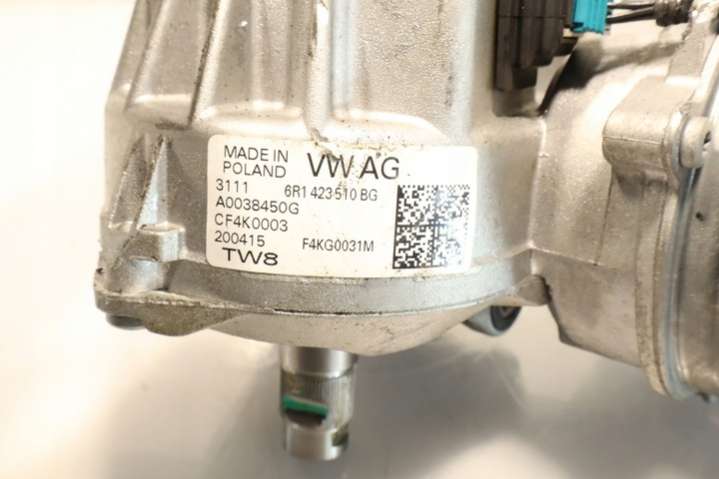 MADE IN
POLAND
VW AG
3111
6R1 423 510 BG
A0038450G
CF4K0003
200415
F4KG0031M
TW8